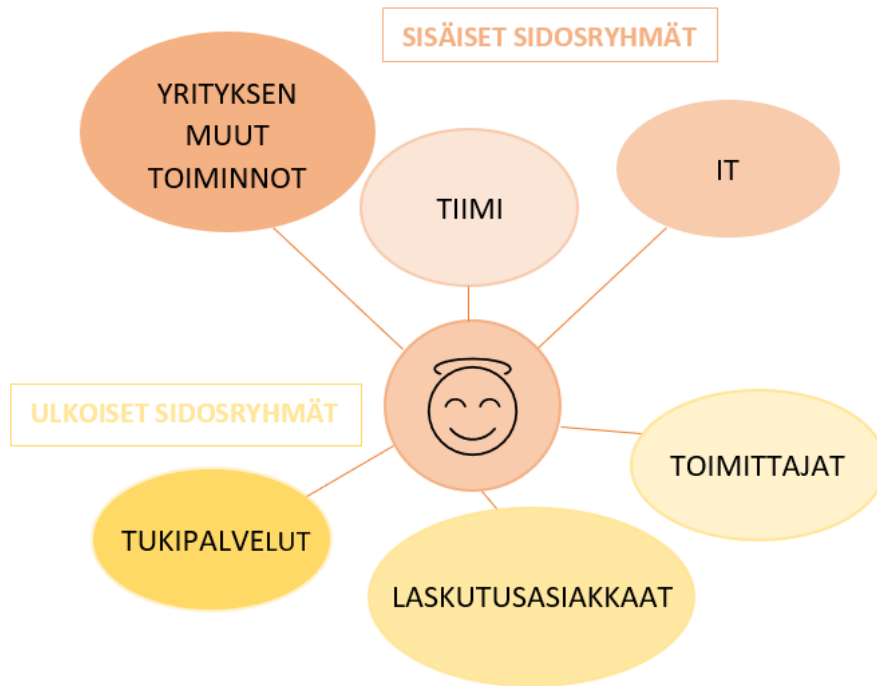 SISÄISET SIDOSRYHMÄT
YRITYKSEN
MUUT
TOIMINNOT
TIIMI
IT
ULKOISET SIDOSRYHMÄT
TOIMITTAJAT
TUKIPALVELUT
LASKUTUSASIAKKAAT